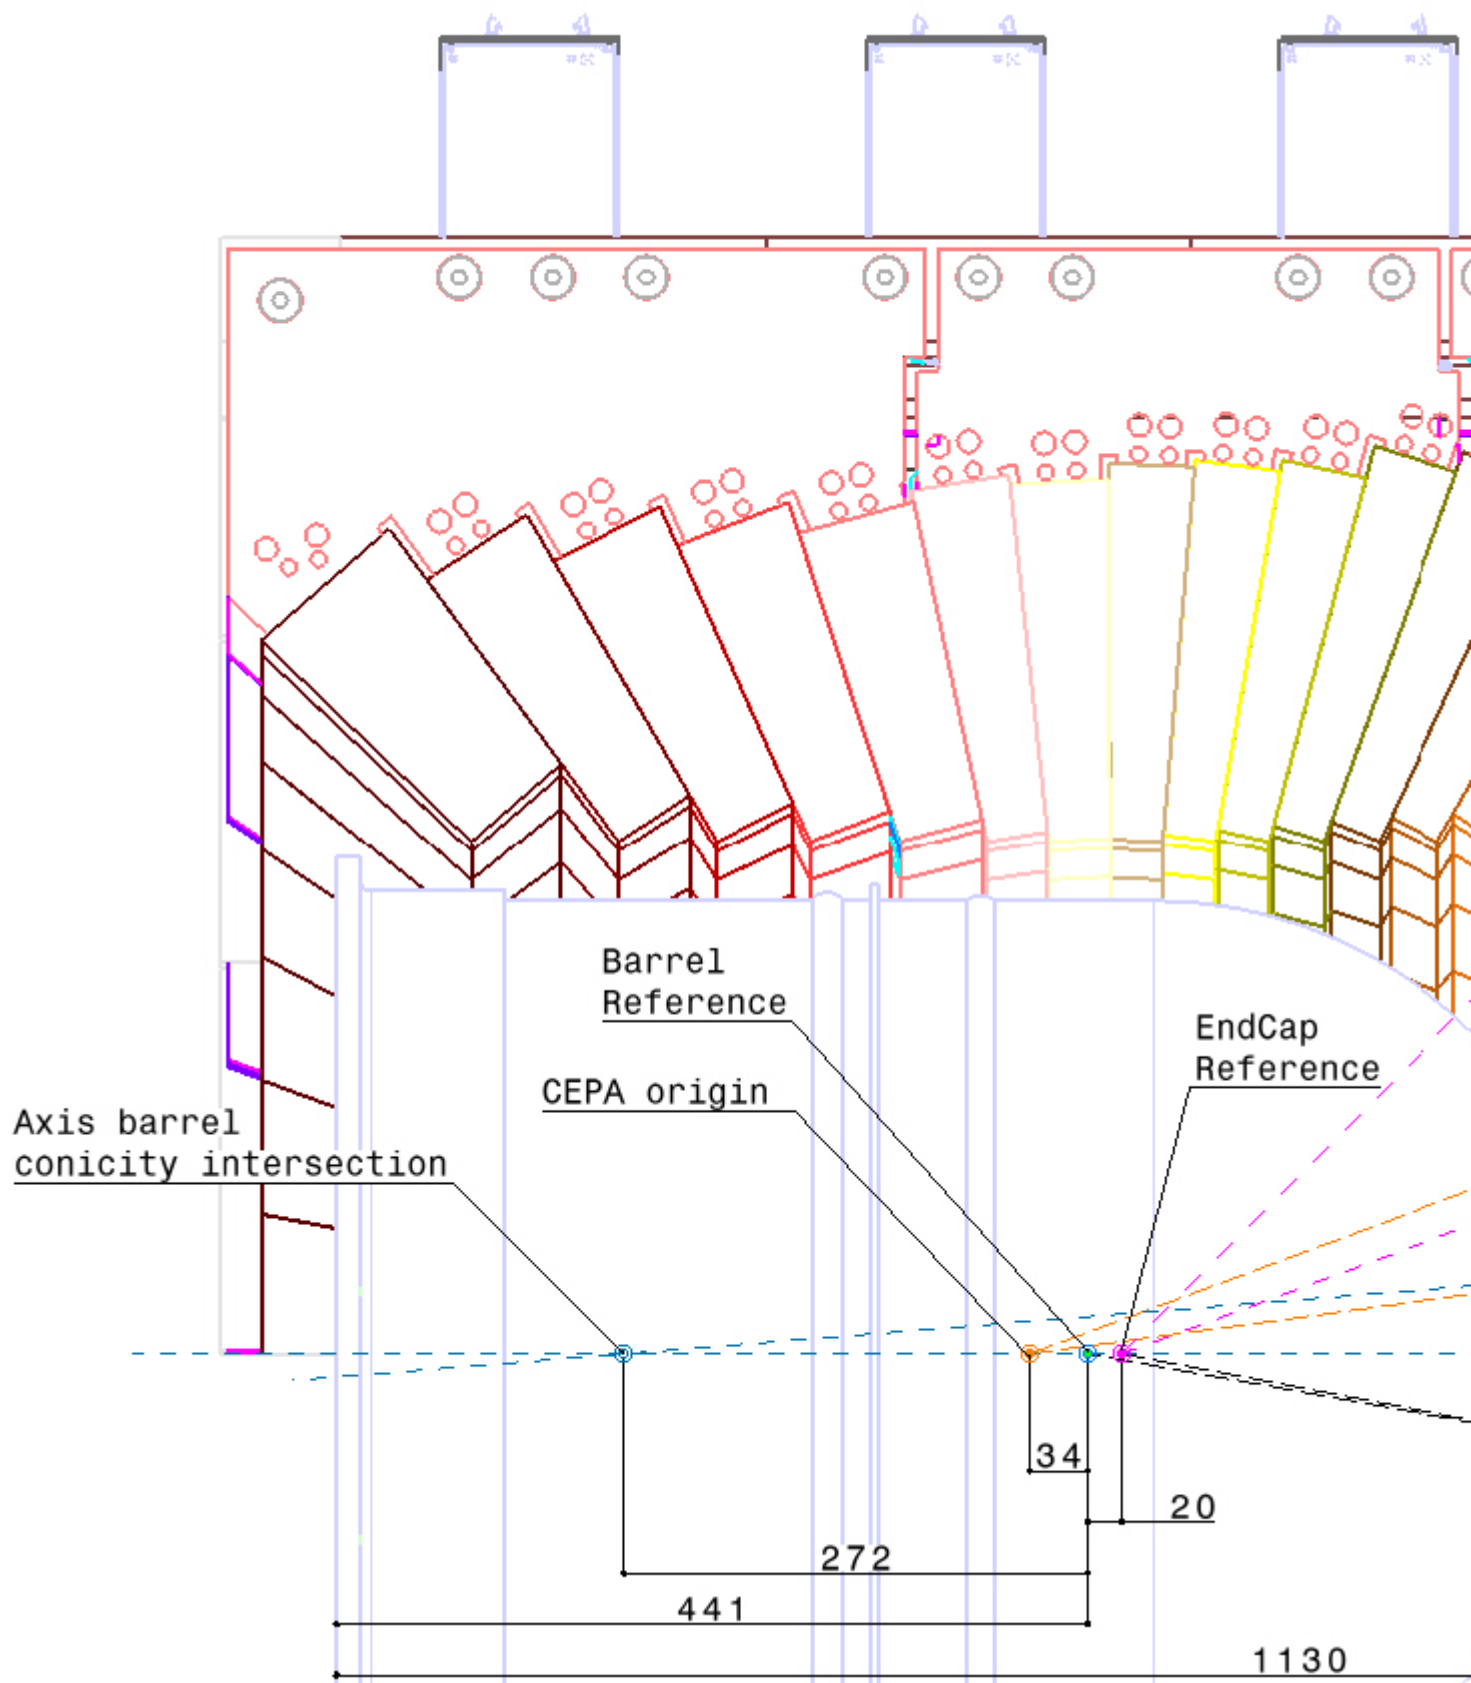 Barrel
Reference
EndCap
Reference
CEPA origin
Axis barrel
conicity intersection
34
20
272
441
1130